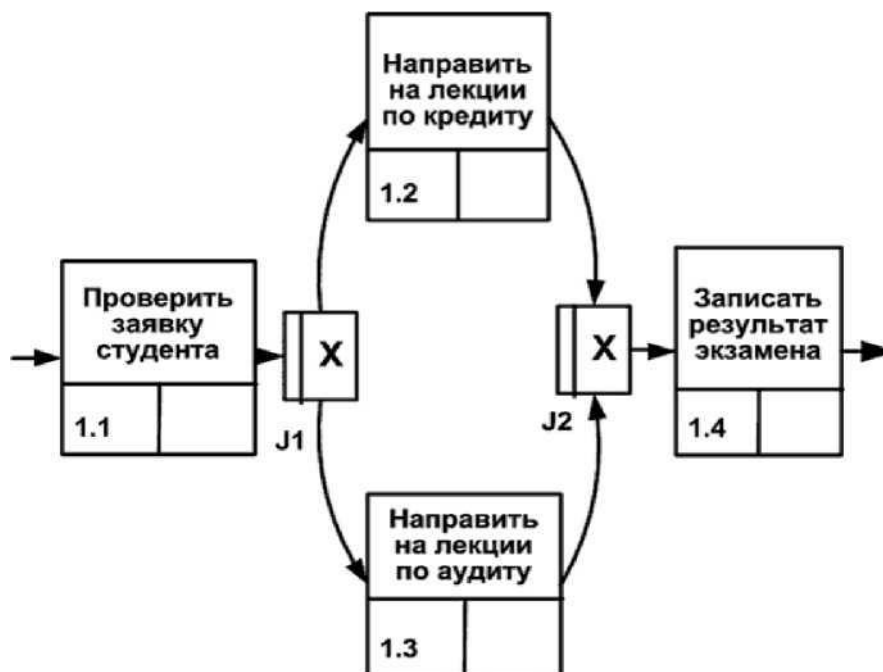 Направить
на лекции
по кредиту
1.2
Проверить
заявку
студента
1.1
X
J1
X
J2
Записать
результат
экзамена
1.4
Направить
на лекции
по аудиту
1.3